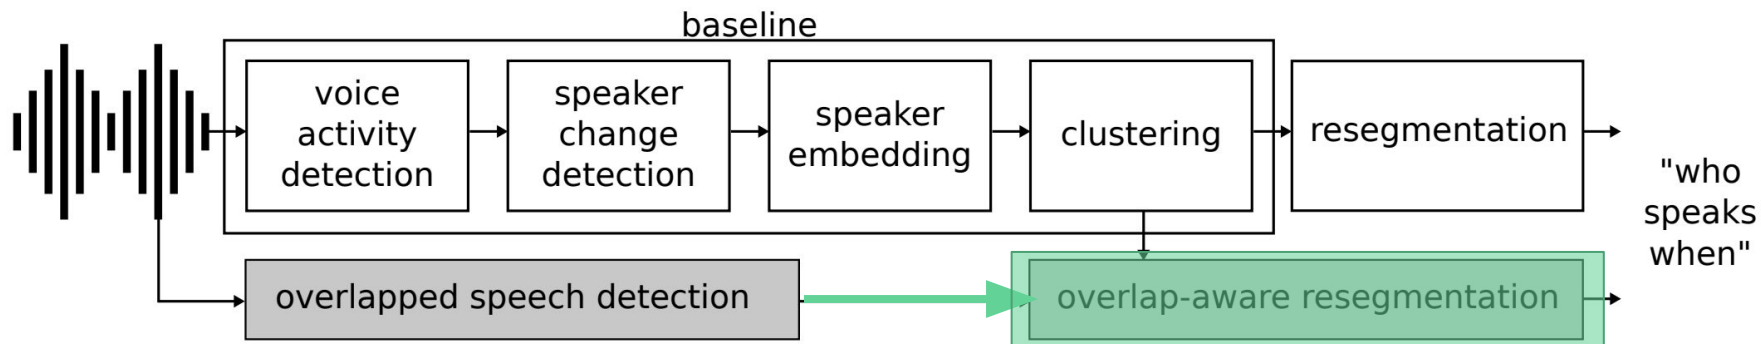 baseline
voice
activity
detection
speaker
change
detection
speaker
embedding
clustering
resegmentation
"who
speaks
when"
overlapped speech detection
overlap-aware resegmentation